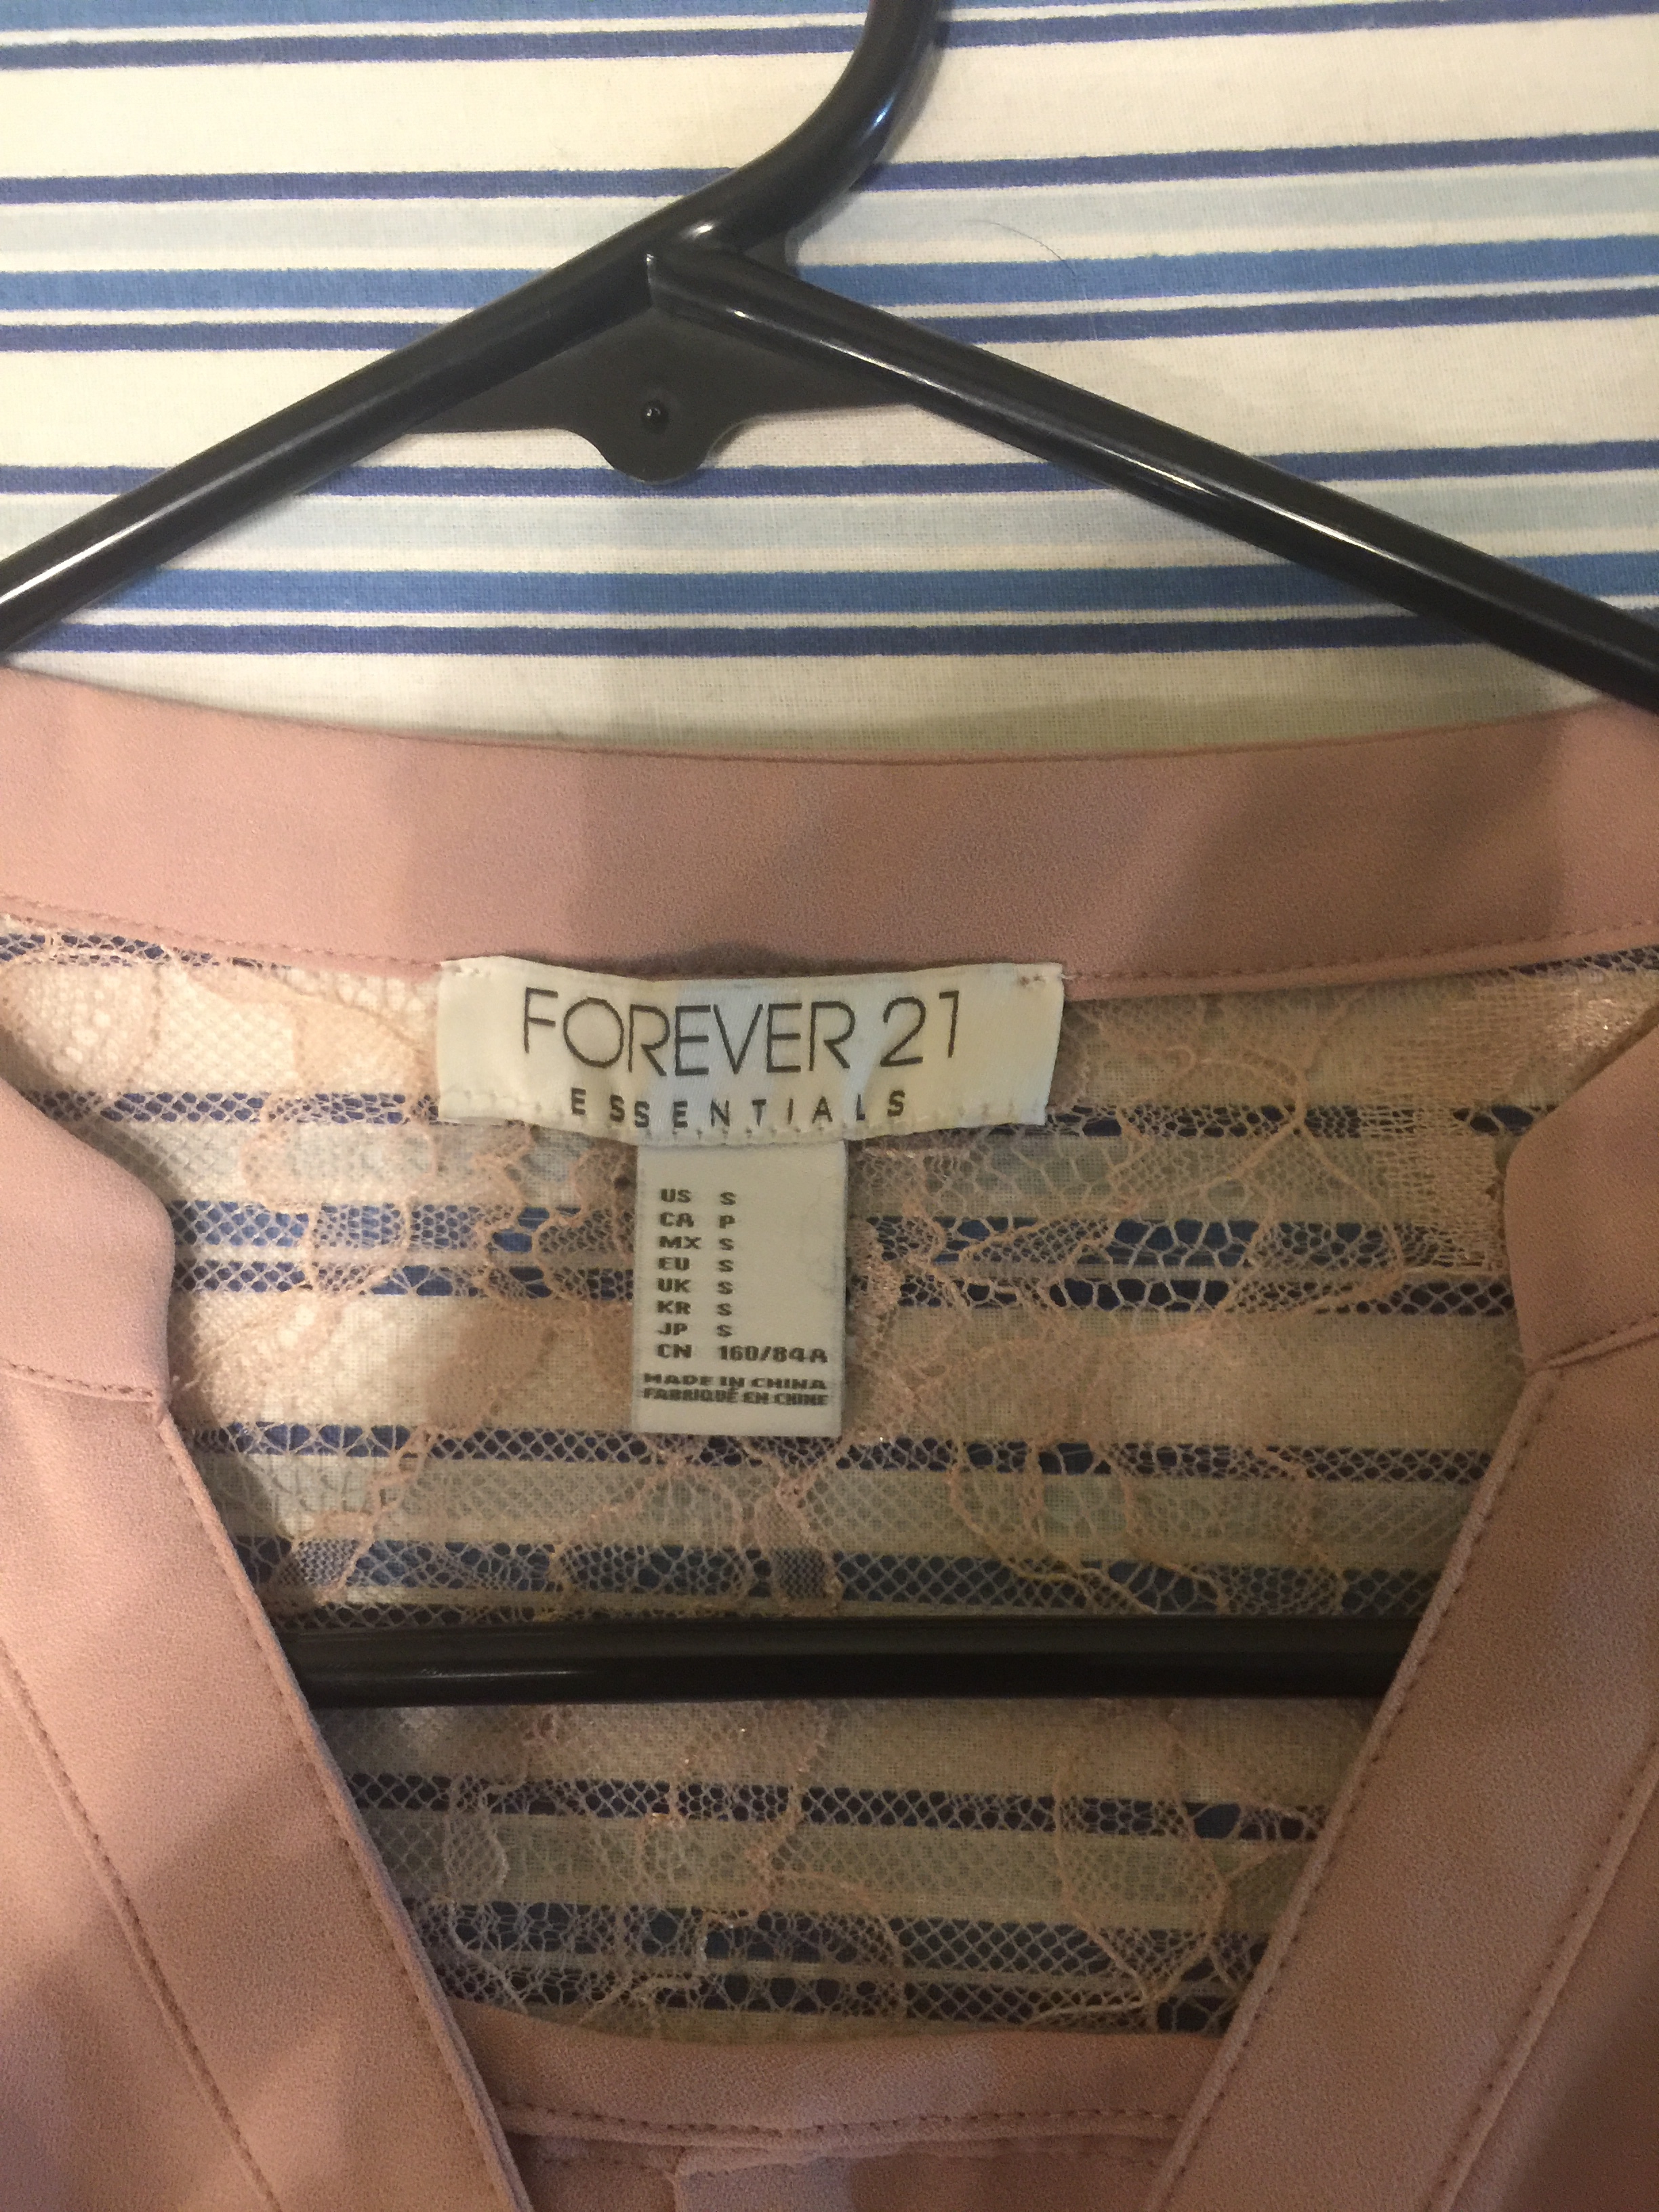 FOREVER 21
ESSENTIALS
US S
CA P
MX S
EU S
UK S
KR S
JP S
CN 160/84A
MADE IN CHINA
FABRIQUÉ EN CHINE